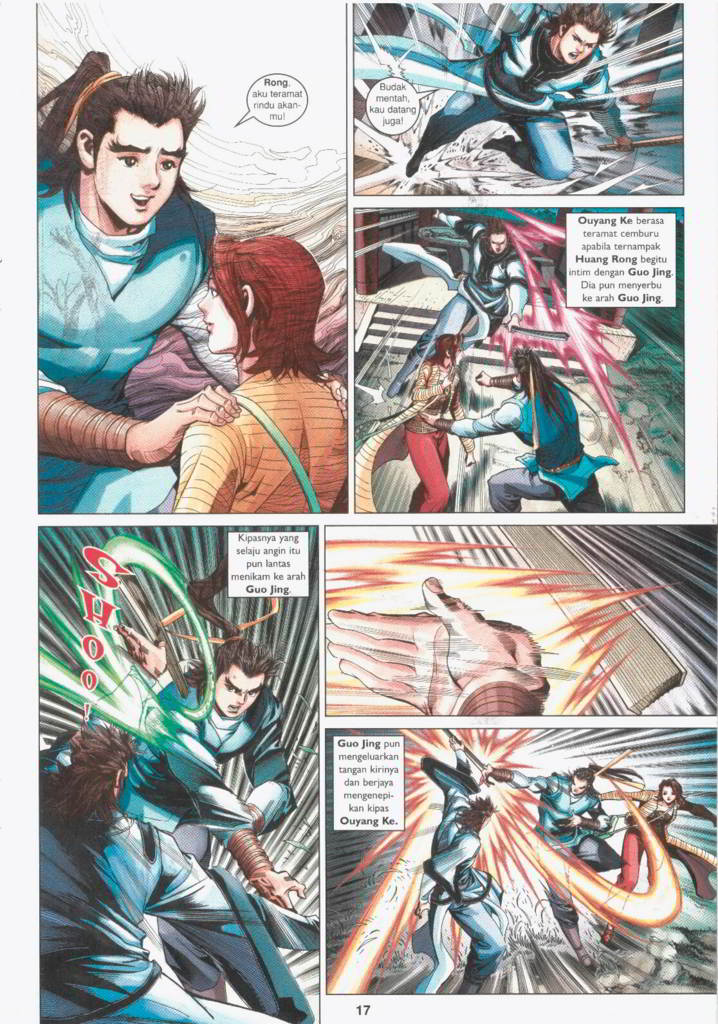 Rong,
aku teramat
rindu akan-
mu!
Budak
mentah,
kau datang
juga!
Ouyang Ke berasa
teramat cemburu
apabila ternampak
Huang Rong begitu
intim dengan Guo Jing.
Dia pun menyerbu
ke arah Guo Jing.
Kipasnya yang
selaju angin itu
pun lantas
menikam ke arah
Guo Jing.
SHOO!
Guo Jing pun
mengeluarkan
tangan kirinya
dan berjaya
mengenepi-
kan kipas
Ouyang Ke.
17